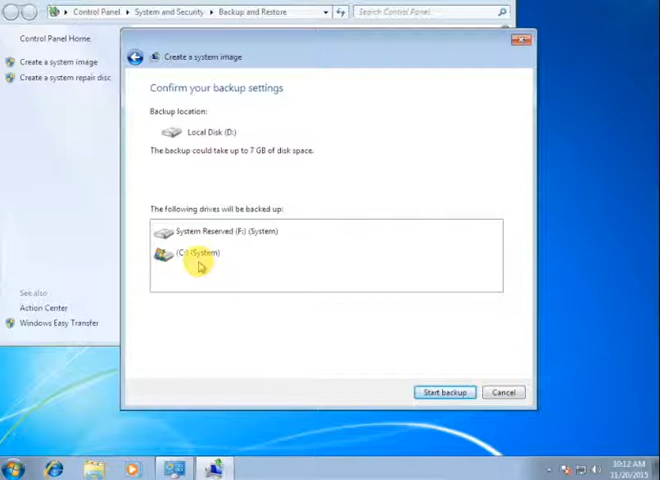 Control Panel ▸ System and Security ▸ Backup and Restore
Search Control Panel
Control Panel Home
Create a system image
Create a system repair disc
Create a system image
Confirm your backup settings
Backup location:
Local Disk (D:)
The backup could take up to 7 GB of disk space.
The following drives will be backed up:
System Reserved (F:) (System)
(C:) (System)
See also
Action Center
Windows Easy Transfer
Start backup
Cancel
10:12 AM
11/20/2015